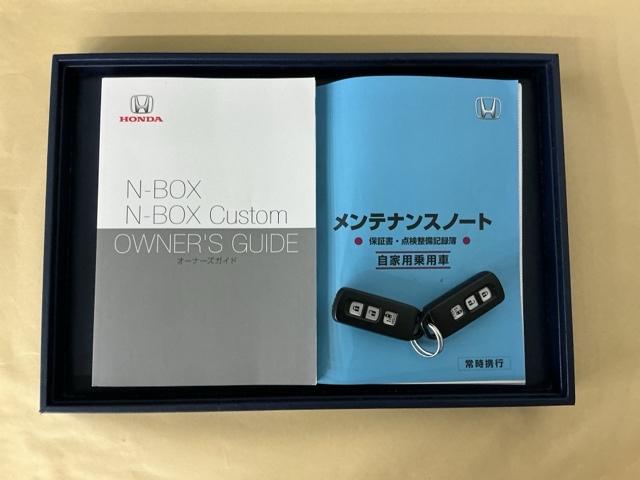 HONDA
N-BOX
N-BOX Custom
OWNER'S GUIDE
オーナーズガイド
メンテナンスノート
保証書・点検整備記録簿
自家用乗用車
常時携行